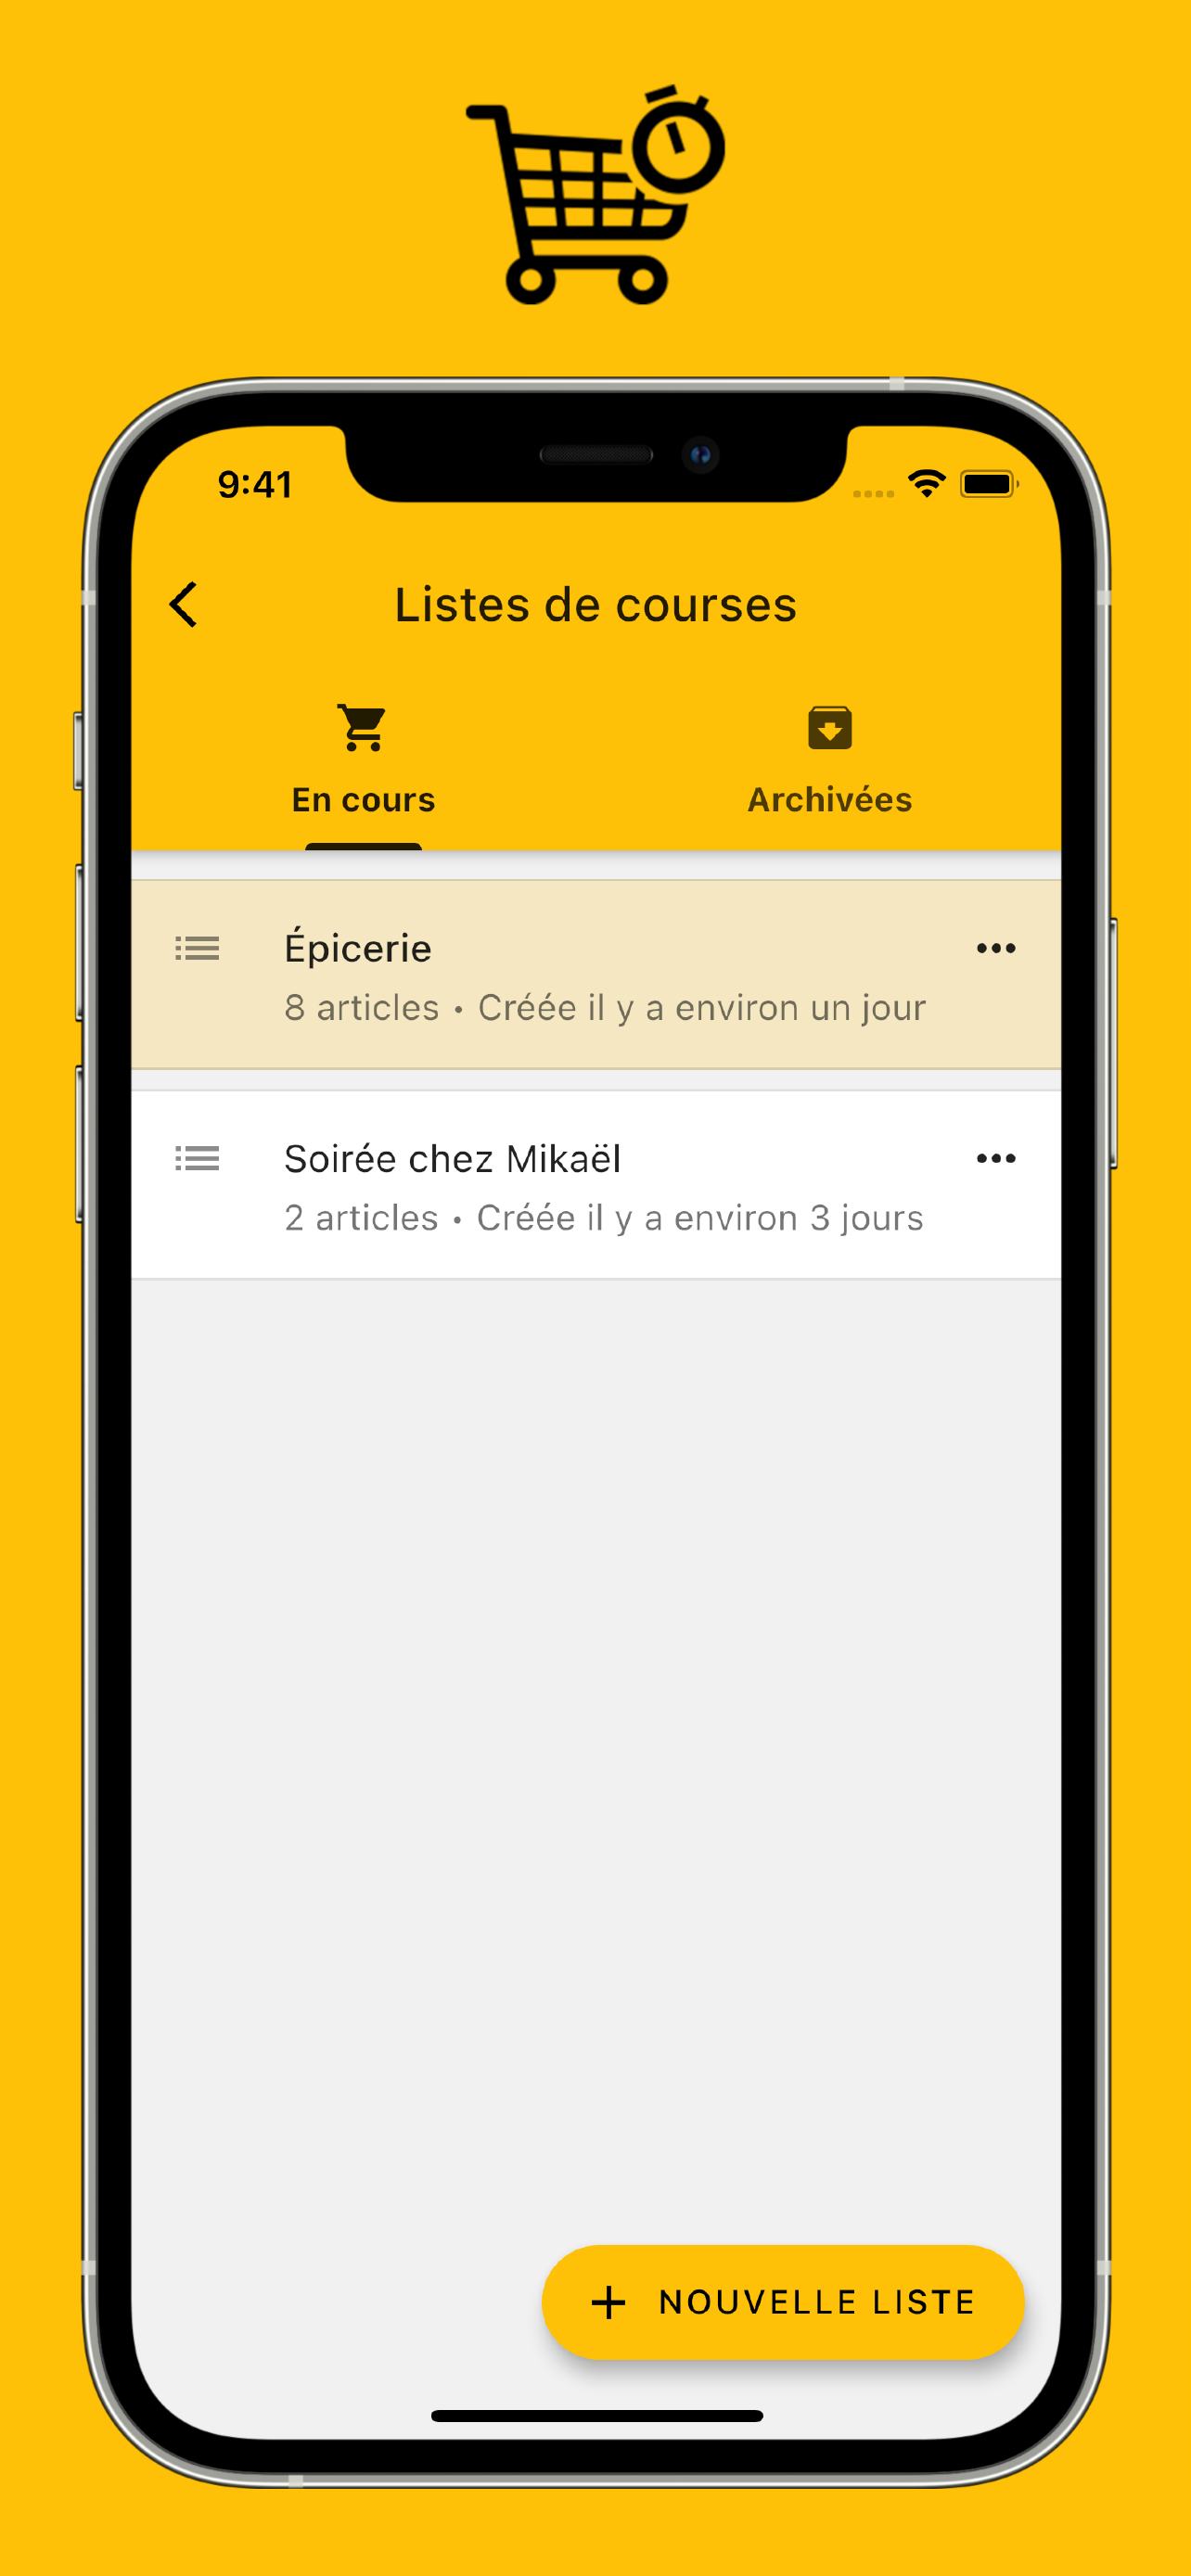 9:41
Listes de courses
En cours
Archivées
Épicerie
8 articles • Créée il y a environ un jour
Soirée chez Mikaël
2 articles • Créée il y a environ 3 jours
NOUVELLE LISTE